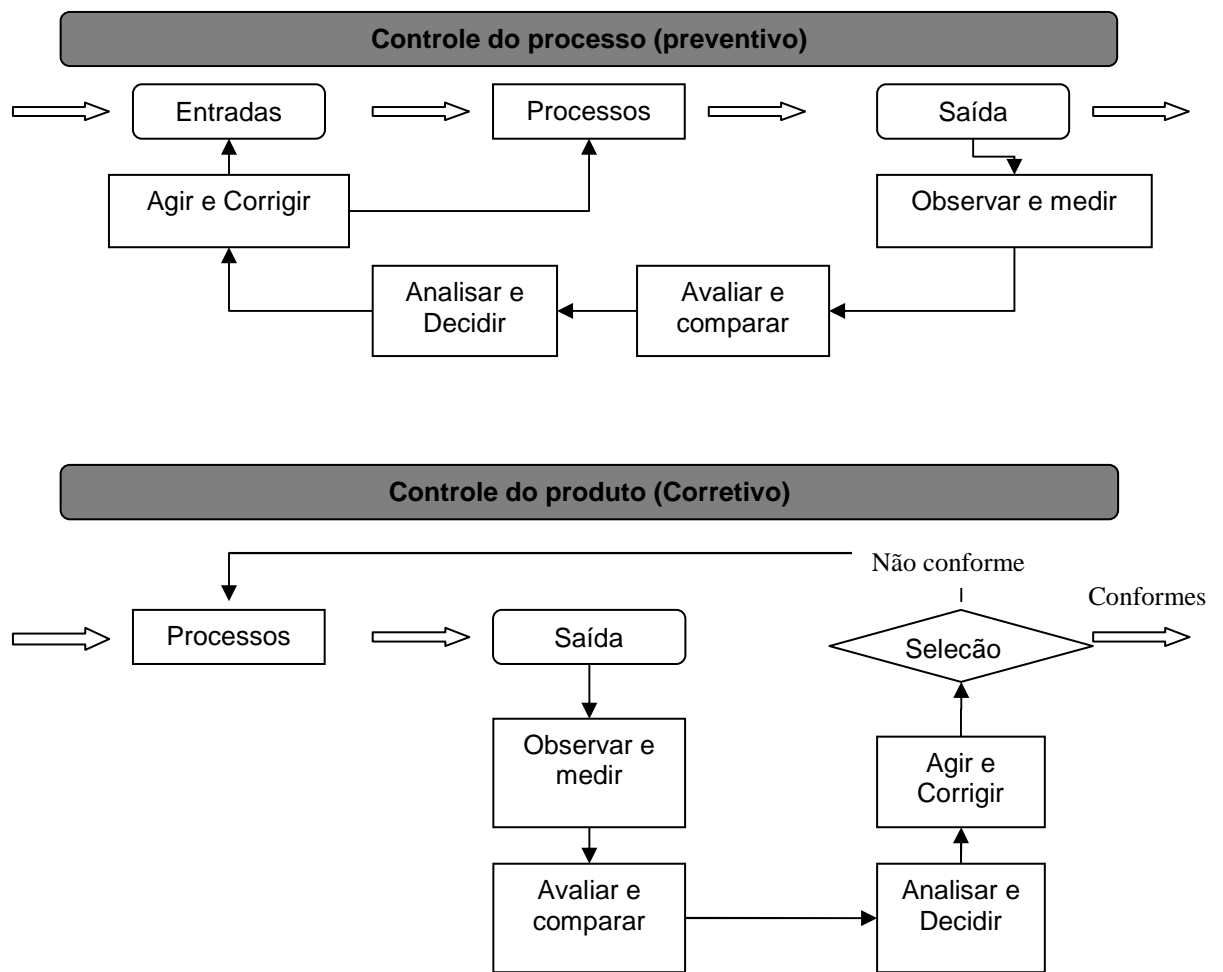 Controle do processo (preventivo)
Entradas
Processos
Saída
Agir e Corrigir
Observar e medir
Analisar e
Decidir
Avaliar e
comparar
Controle do produto (Corretivo)
Não conforme
Conformes
Processos
Saída
Selecão
Observar e
medir
Agir e
Corrigir
Avaliar e
comparar
Analisar e
Decidir